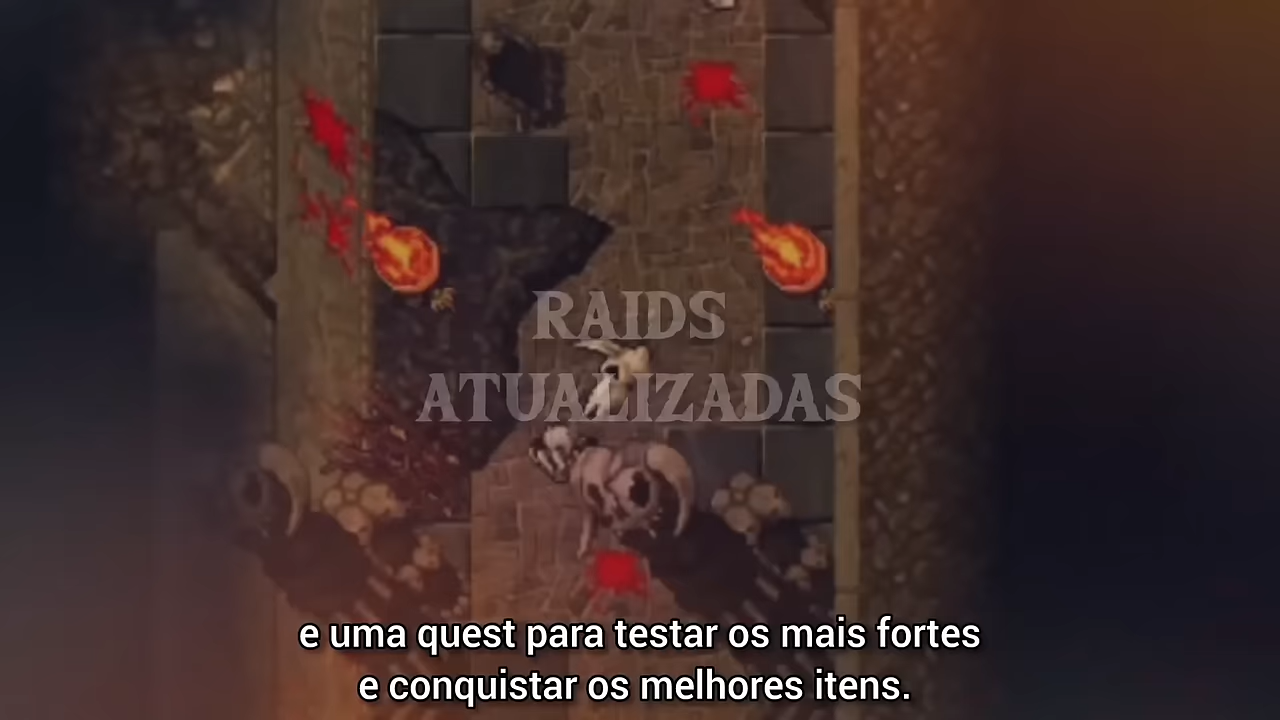 RAIDS
ATUALIZADAS
e uma quest para testar os mais fortes
e conquistar os melhores itens.